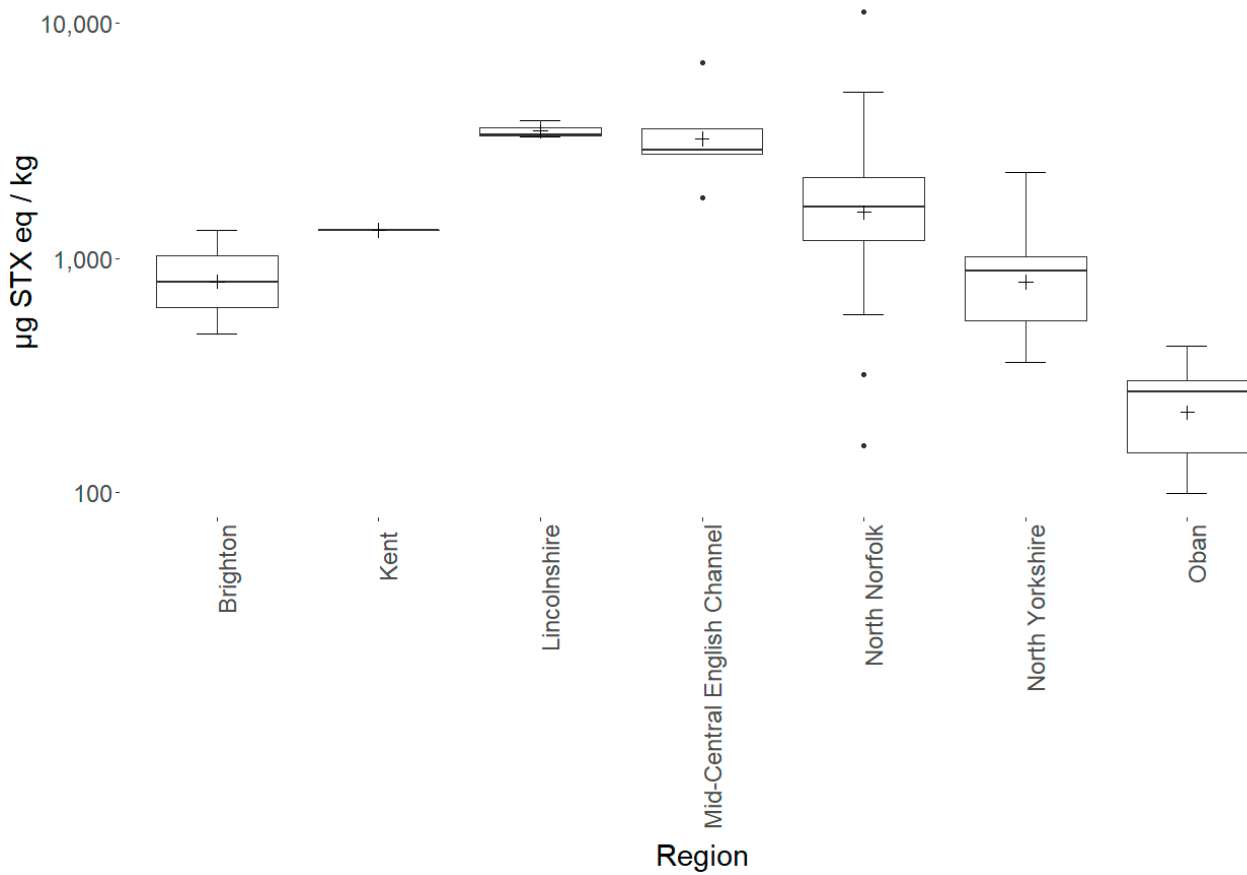 10,000
1,000
100
µg STX eq / kg
Brighton
Kent
Lincolnshire
Mid-Central English Channel
North Norfolk
North Yorkshire
Oban
Region